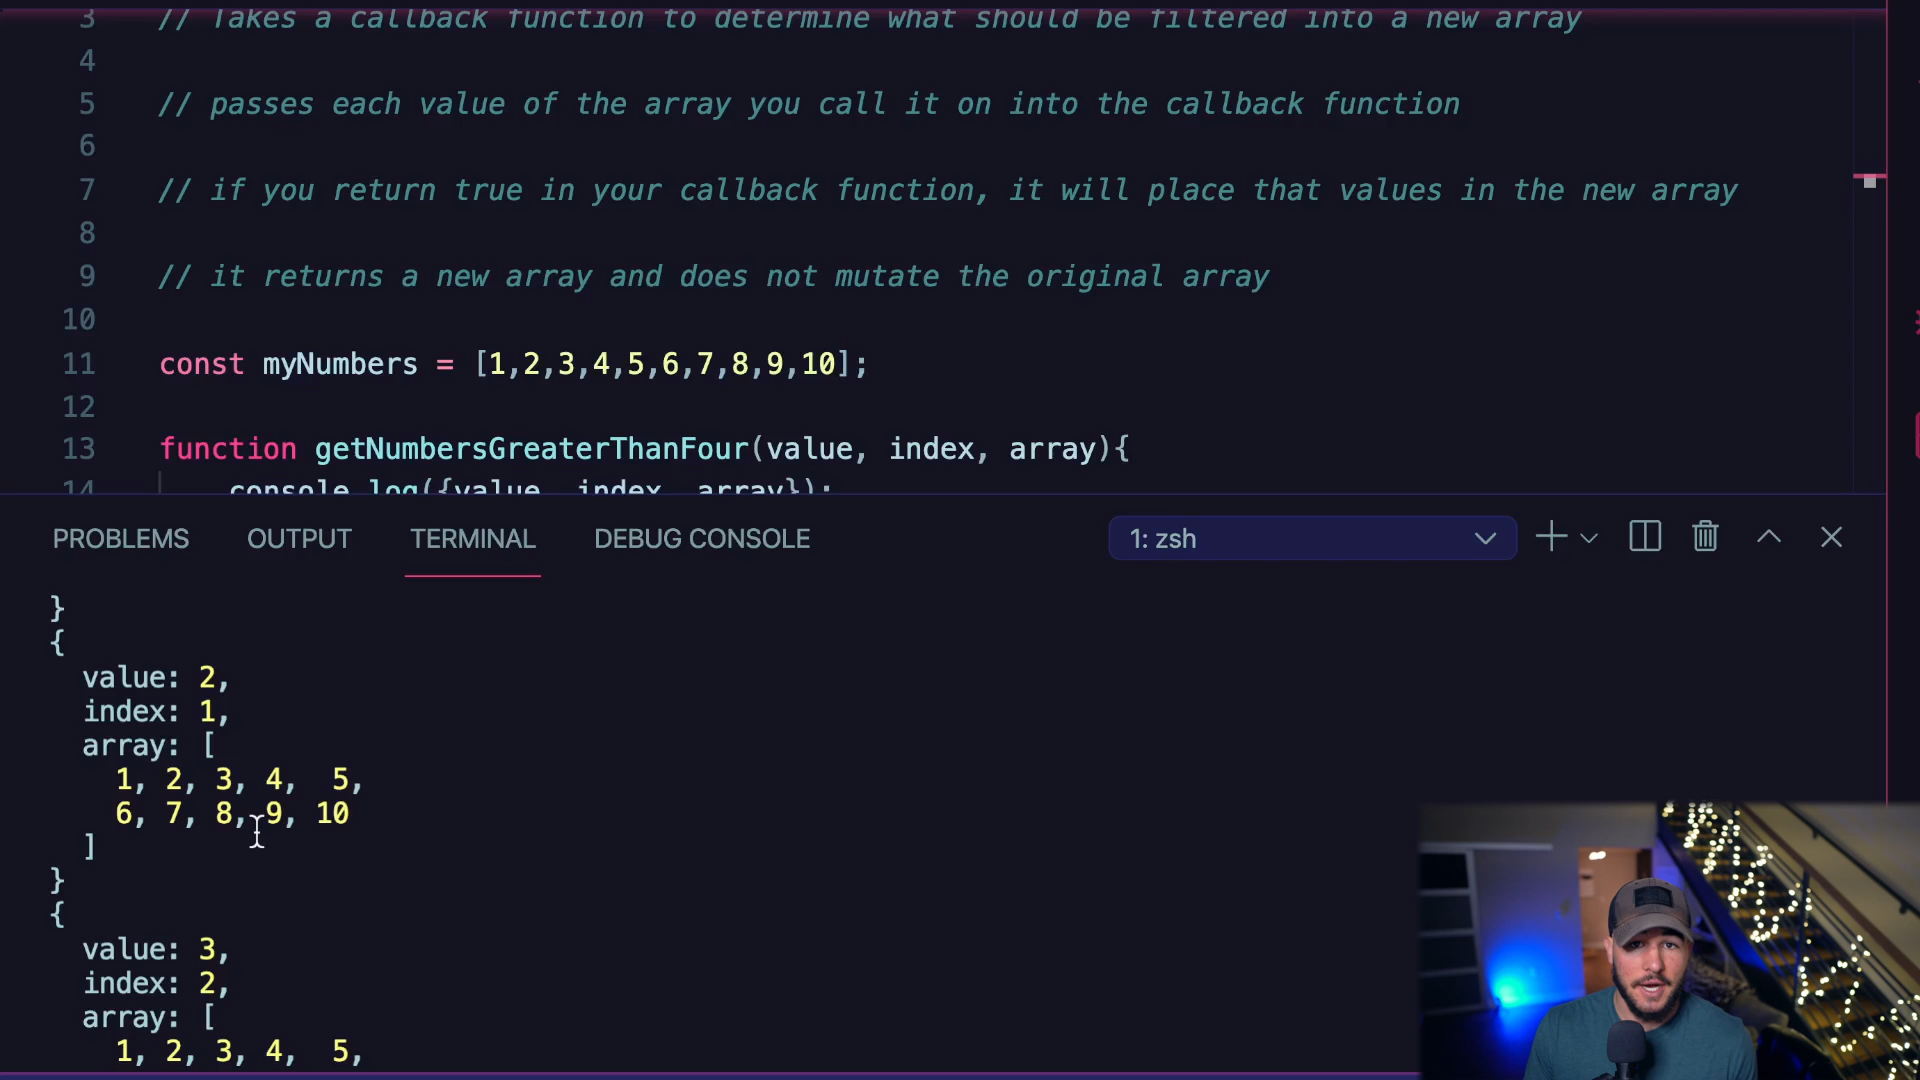 3 // Takes a callback function to determine what should be filtered into a new array
4
5 // passes each value of the array you call it on into the callback function
6
7 // if you return true in your callback function, it will place that values in the new array
8
9 // it returns a new array and does not mutate the original array
10
11 const myNumbers = [1,2,3,4,5,6,7,8,9,10];
12
13 function getNumbersGreaterThanFour(value, index, array){
14 console.log({value, index, array});
PROBLEMS OUTPUT TERMINAL DEBUG CONSOLE 1: zsh
}
{
value: 2,
index: 1,
array: [
1, 2, 3, 4, 5,
6, 7, 8, 9, 10
]
}
{
value: 3,
index: 2,
array: [
1, 2, 3, 4, 5,